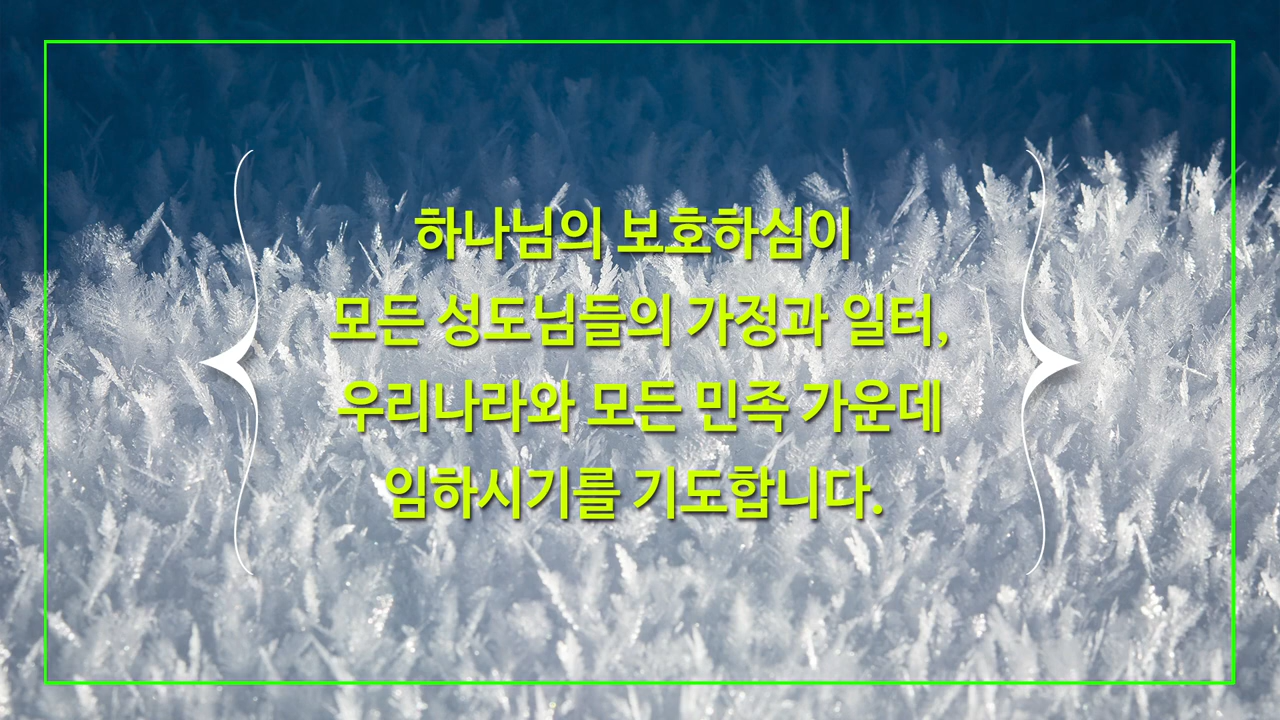 하나님의 보호하심이
모든 성도님들의 가정과 일터,
우리나라와 모든 민족 가운데
임하시기를 기도합니다.